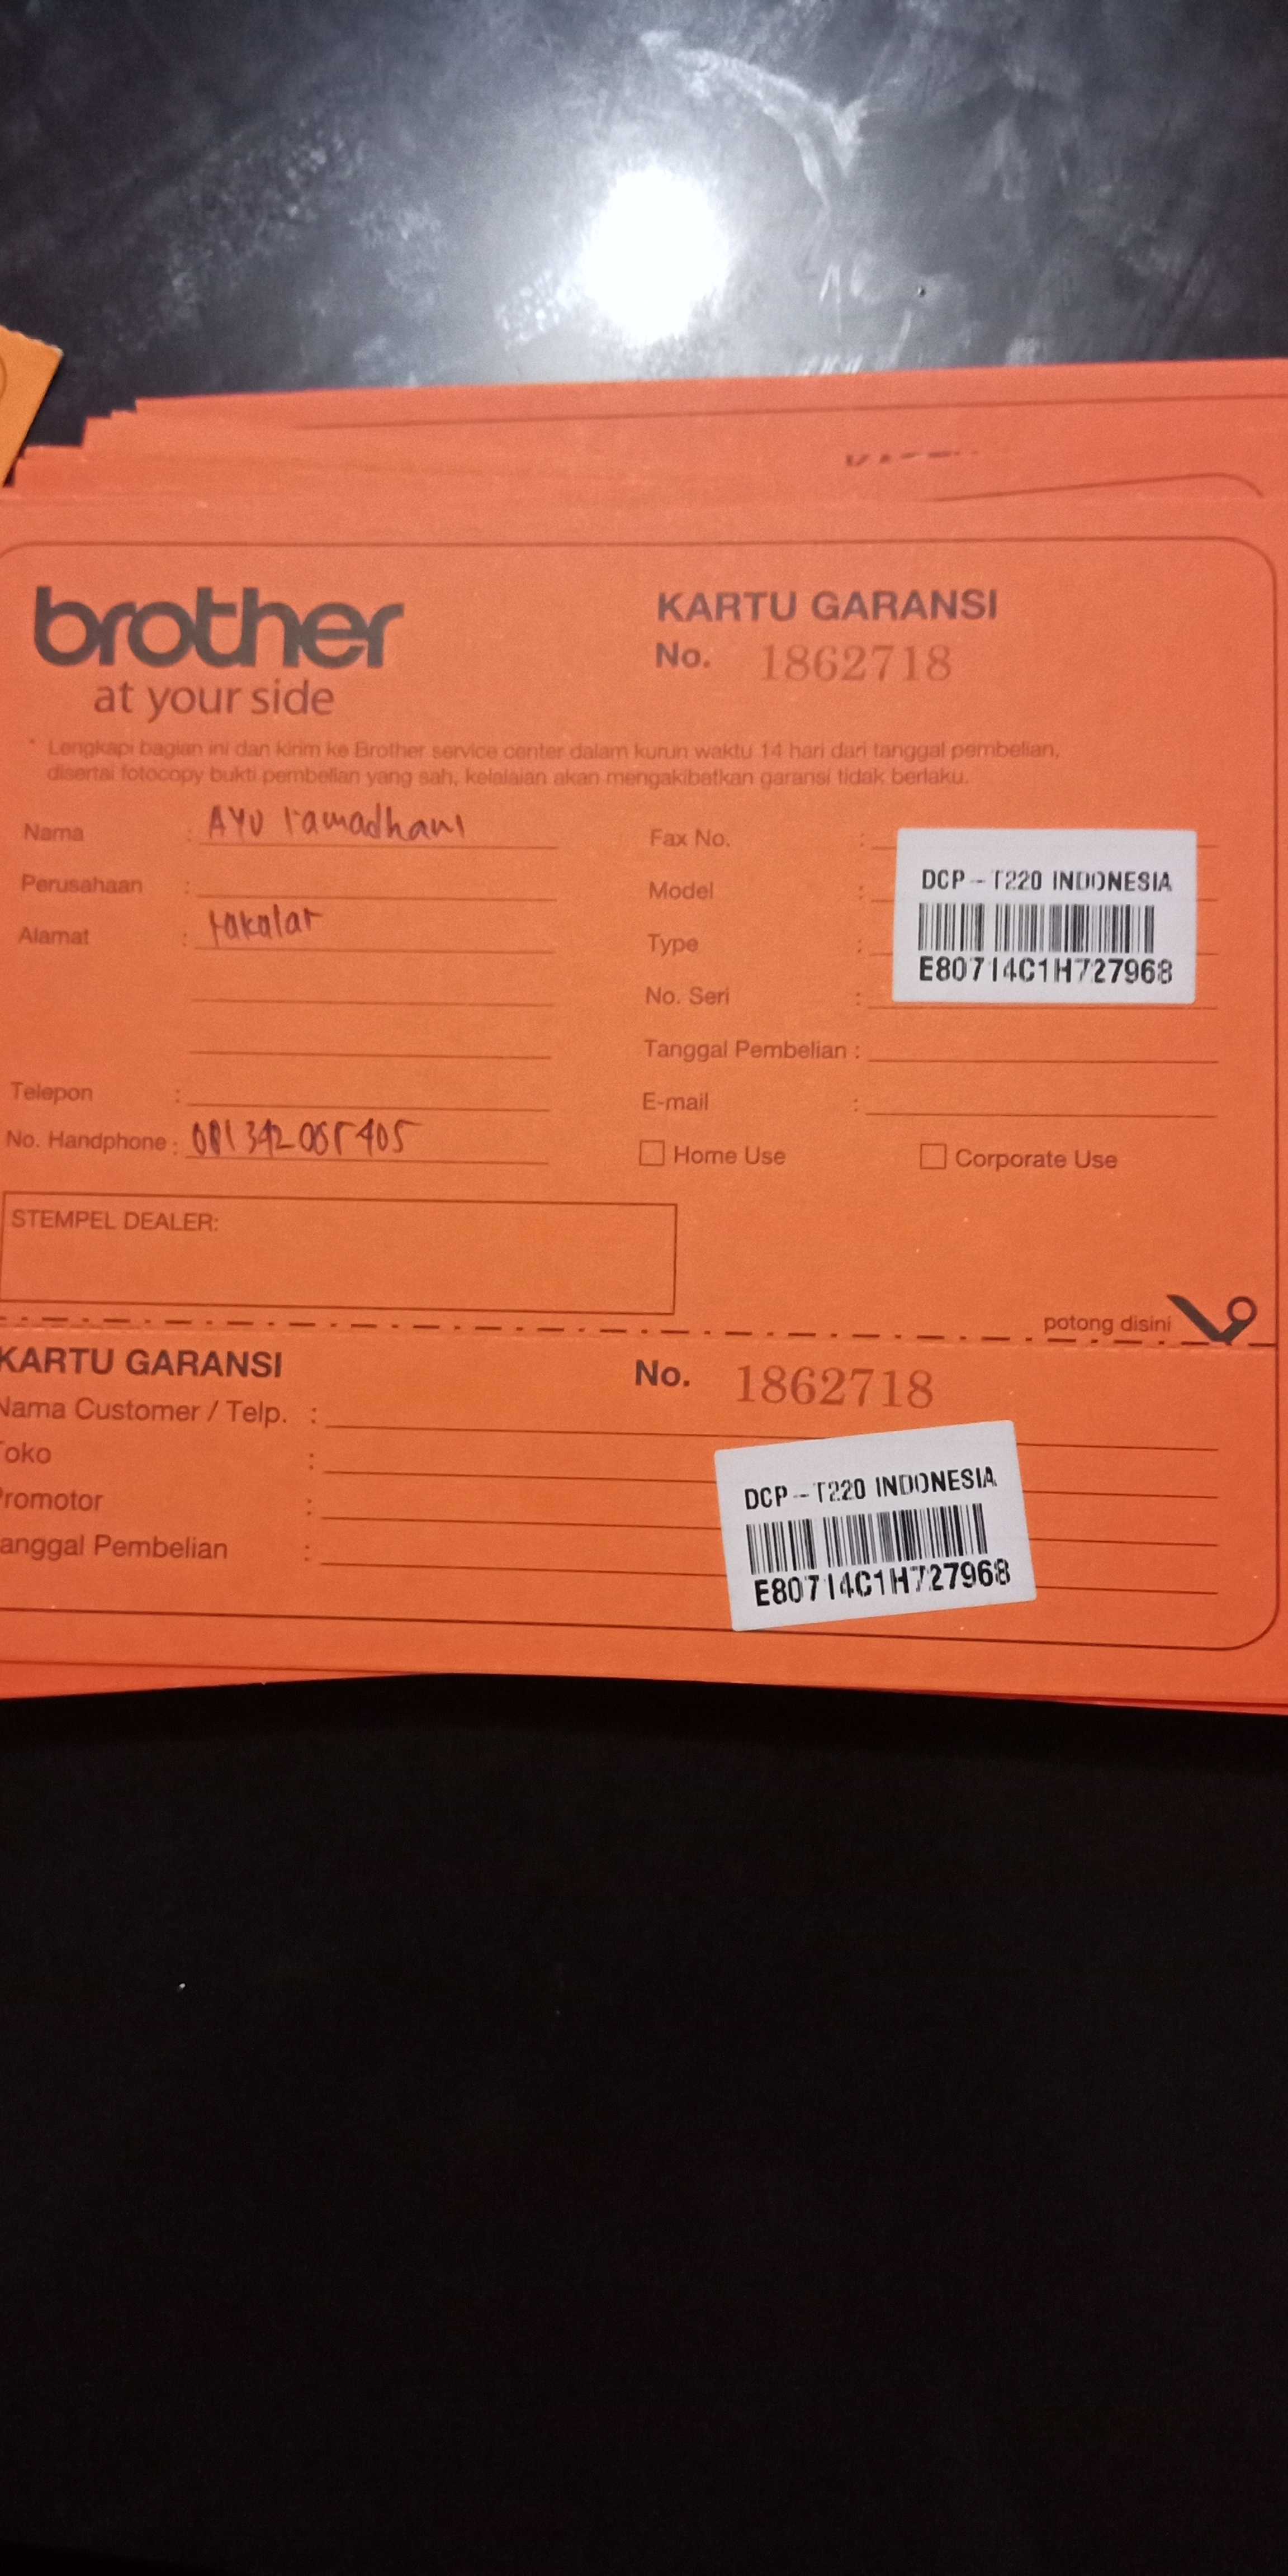 brother
at your side
KARTU GARANSI
No. 1862718
* Lengkapi bagian ini dan kirim ke Brother service center dalam kurun waktu 14 hari dari tanggal pembelian,
disertai fotocopy bukti pembelian yang sah, kelalaian akan mengakibatkan garansi tidak berlaku.
Nama : AYU ramadhani
Perusahaan :
Alamat : takalar
Telepon :
No. Handphone :
Fax No. :
Model :
Type :
No. Seri :
DCP - T220 INDONESIA
E80714C1H727968
Tanggal Pembelian :
E-mail :
Home Use
Corporate Use
STEMPEL DEALER:
potong disini
KARTU GARANSI
No. 1862718
Nama Customer / Telp. :
Toko :
Promotor :
Tanggal Pembelian :
DCP - T220 INDONESIA
E80714C1H727968